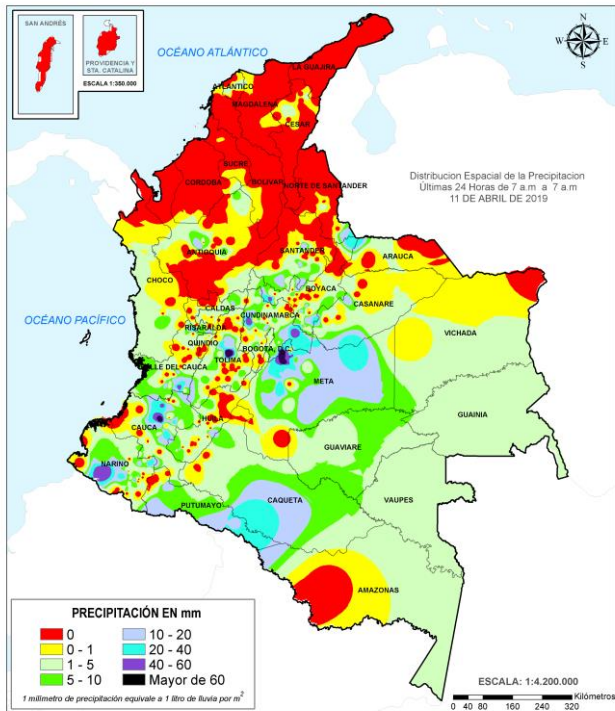 SAN ANDRÉS
PROVIDENCIA Y
STA. CATALINA
ESCALA 1:350.000
OCÉANO ATLÁNTICO
N
W
E
S
LA GUAJIRA
ATLÁNTICO
MAGDALENA
CESAR
Distribucion Espacial de la Precipitacion
Últimas 24 Horas de 7 a.m a 7 a.m
11 DE ABRIL DE 2019
SUCRE
CORDOBA
BOLIVAR
NORTE DE SANTANDER
ANTIOQUIA
SANTANDER
ARAUCA
CHOCO
BOYACA
CASANARE
OCÉANO PACÍFICO
CALDAS
CUNDINAMARCA
RISARALDA
VICHADA
QUINDIO
BOGOTA, D.C.
TOLIMA
VALLE DEL CAUCA
META
GUAINIA
CAUCA
HUILA
GUAVIARE
NARIÑO
CAQUETA
VAUPES
PUTUMAYO
AMAZONAS
PRECIPITACIÓN EN mm
0
10 - 20
0 - 1
20 - 40
1 - 5
40 - 60
5 - 10
Mayor de 60
1 milimetro de precipitación equivale a 1 litro de lluvia por m2
ESCALA: 1:4.200.000
Kilómetros
0 40 80 160 240 320